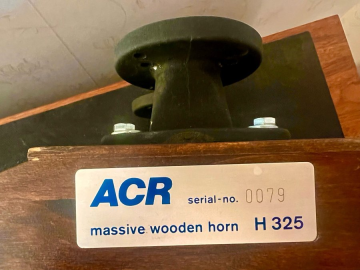 ACR serial-no. 0079
massive wooden horn H 325